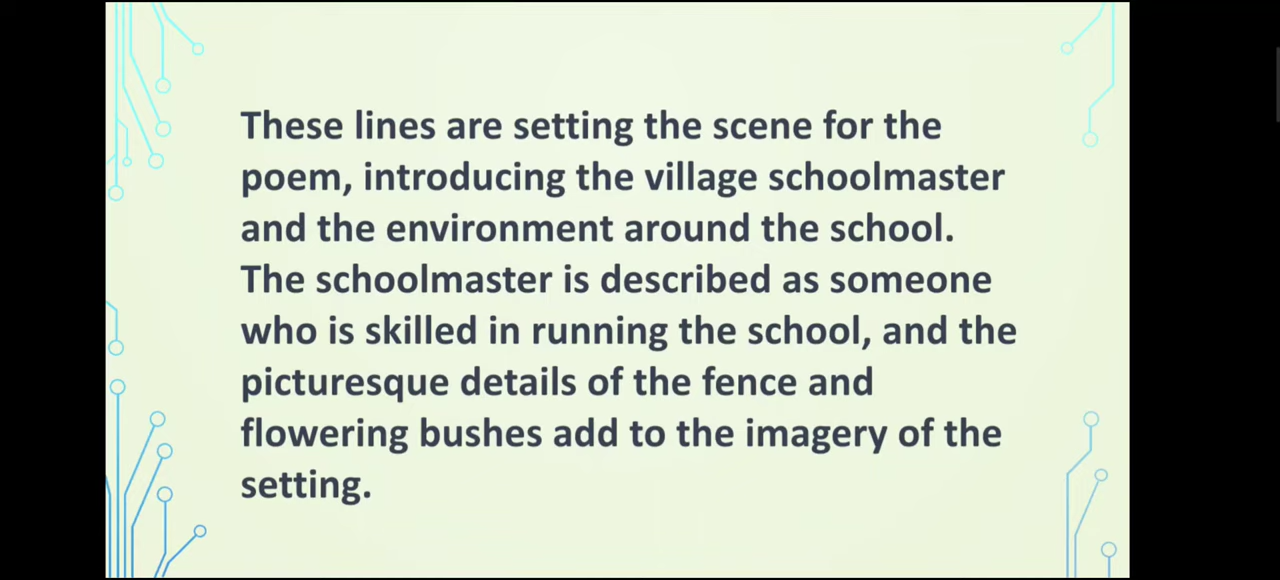 These lines are setting the scene for the
poem, introducing the village schoolmaster
and the environment around the school.
The schoolmaster is described as someone
who is skilled in running the school, and the
picturesque details of the fence and
flowering bushes add to the imagery of the
setting.